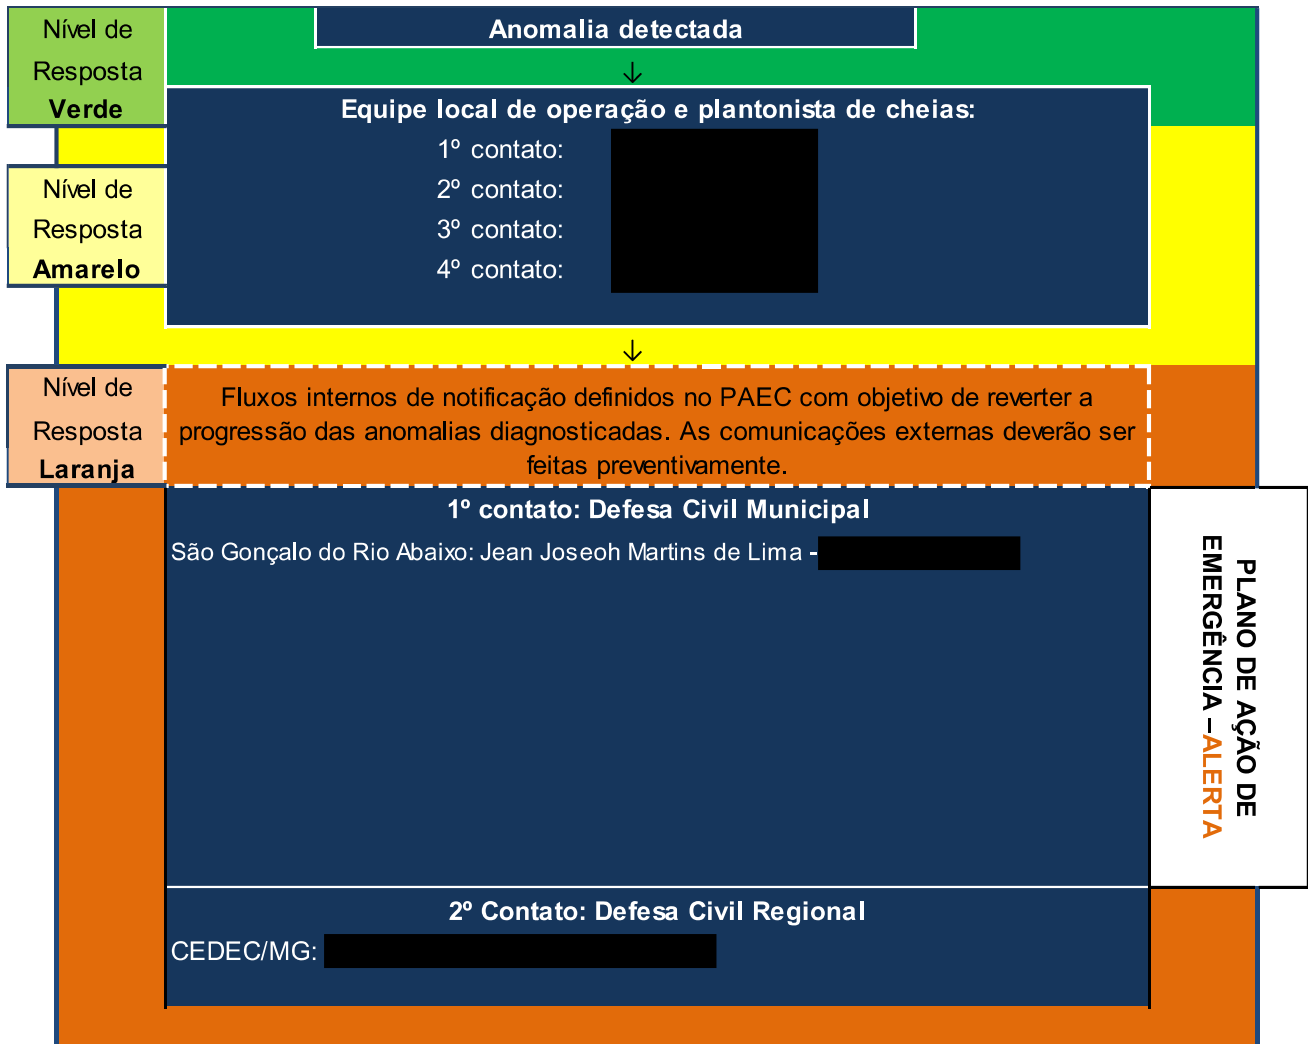 Nível de
Resposta
Verde
Anomalia detectada
↓
Equipe local de operação e plantonista de cheias:
1º contato:
2º contato:
3º contato:
4º contato:
Nível de
Resposta
Amarelo
↓
Nível de
Resposta
Laranja
Fluxos internos de notificação definidos no PAEC com objetivo de reverter a
progressão das anomalias diagnosticadas. As comunicações externas deverão ser
feitas preventivamente.
1º contato: Defesa Civil Municipal
São Gonçalo do Rio Abaixo: Jean Joseoh Martins de Lima -
PLANO DE AÇÃO DE
EMERGÊNCIA –ALERTA
2º Contato: Defesa Civil Regional
CEDEC/MG: